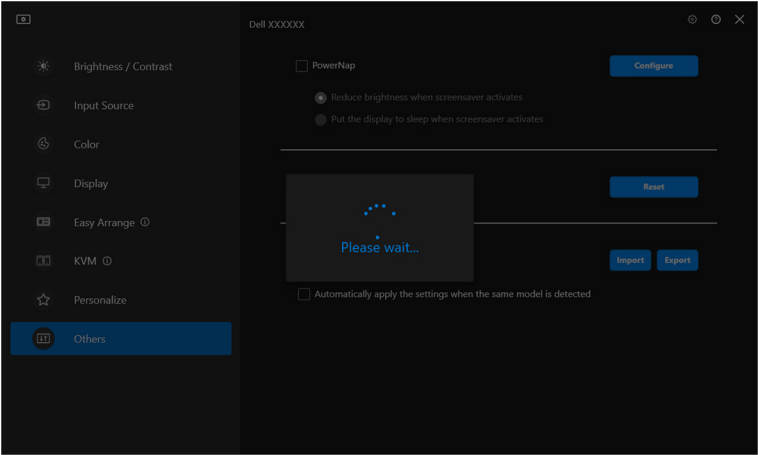 Dell XXXXXX
Brightness / Contrast
Input Source
Color
Display
Easy Arrange
KVM
Personalize
Others
PowerNap
Configure
Reduce brightness when screensaver activates
Put the display to sleep when screensaver activates
Reset
Please wait...
Import
Export
Automatically apply the settings when the same model is detected